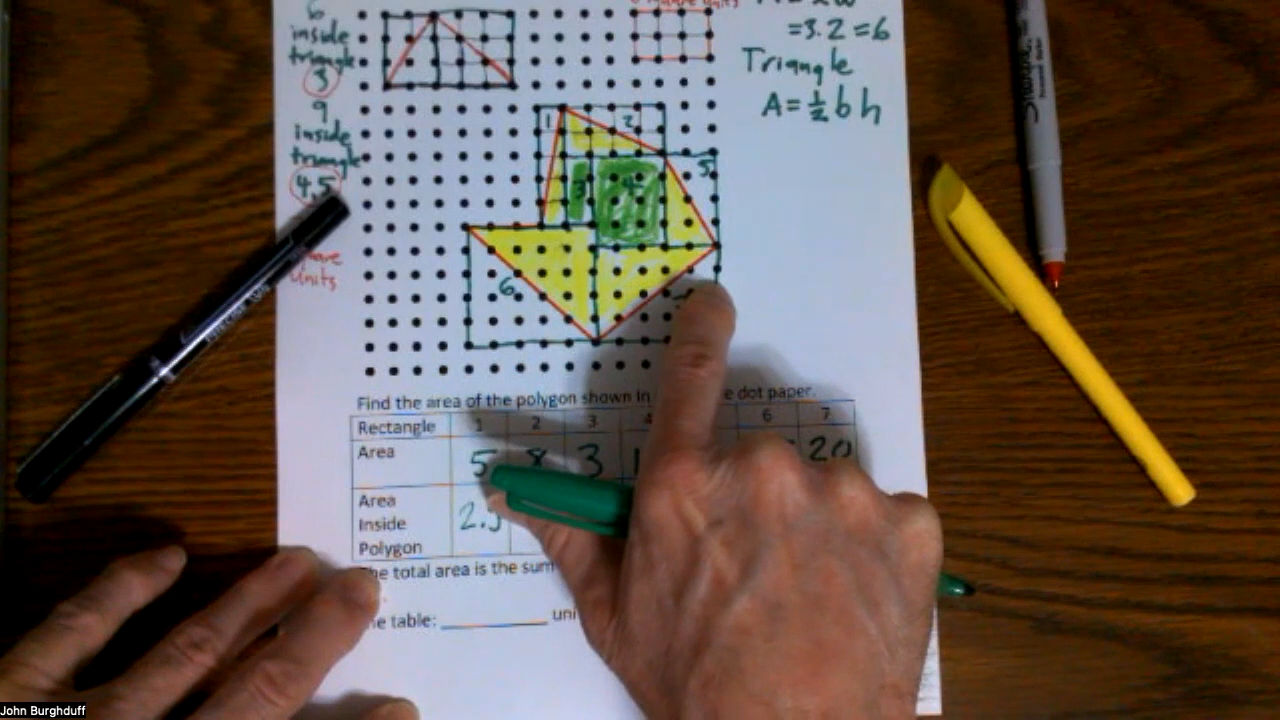 6
inside
triangle
3
9
inside
triangle
4.5
units
= 3.2 = 6
Triangle
A = ½ b h
1 2
5
3 4
6
Find the area of the polygon shown in dot paper.
Rectangle 1 2 3 4 6 7
Area 5 8 3 1 20
Area
Inside
Polygon
2.5
The total area is the sum
the table: ________ uni
John Burghduff